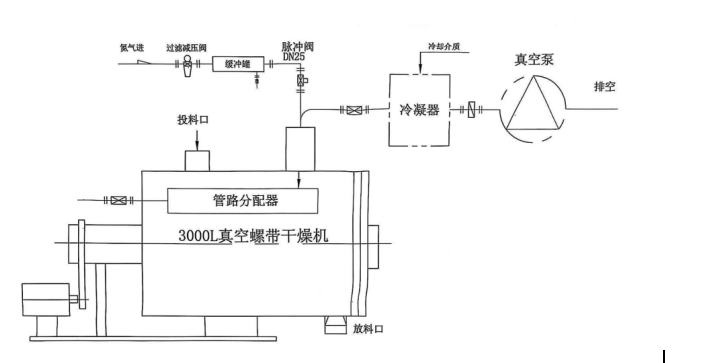 氮气进
过滤减压阀
缓冲罐
脉冲阀
DN25
冷却介质
真空泵
排空
冷凝器
投料口
管路分配器
3000L真空螺带干燥机
放料口